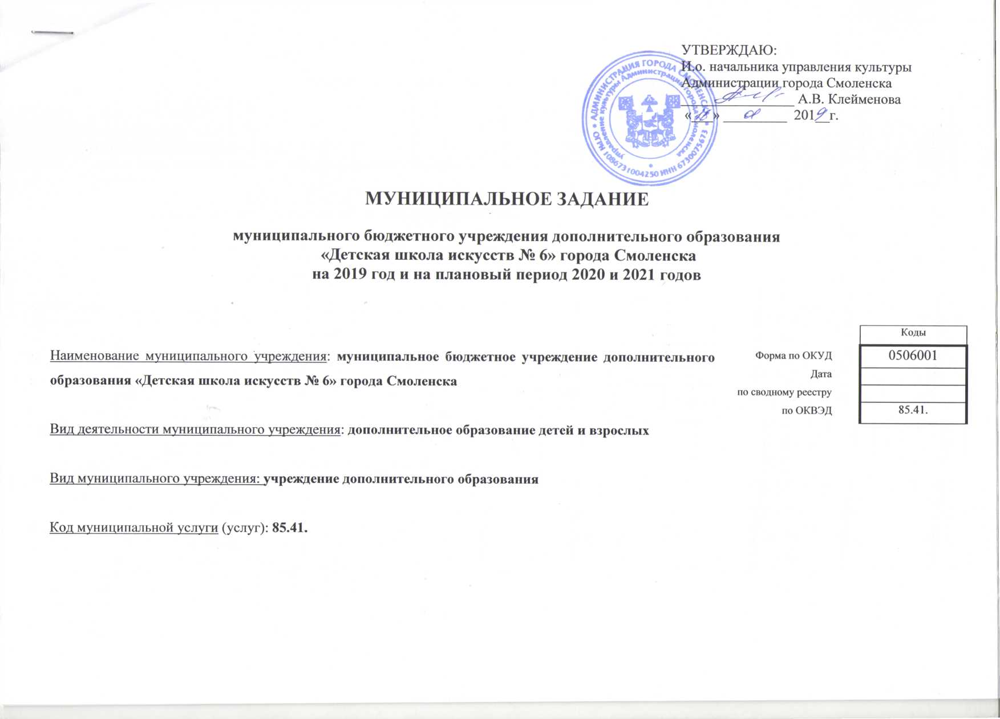 УТВЕРЖДАЮ:
И.о. начальника управления культуры
Администрации города Смоленска
________________ А.В. Клейменова
«___» _________ 2019г.
* АДМИНИСТРАЦИЯ ГОРОДА СМОЛЕНСКА *
ОГРН 1086731004250 ИНН 6730075673
Управление культуры Администрации города Смоленска
МУНИЦИПАЛЬНОЕ ЗАДАНИЕ
муниципального бюджетного учреждения дополнительного образования
«Детская школа искусств № 6» города Смоленска
на 2019 год и на плановый период 2020 и 2021 годов
Коды
Наименование муниципального учреждения: муниципальное бюджетное учреждение дополнительного
образования «Детская школа искусств № 6» города Смоленска
Форма по ОКУД 0506001
Дата
по сводному реестру
по ОКВЭД 85.41.
Вид деятельности муниципального учреждения: дополнительное образование детей и взрослых
Вид муниципального учреждения: учреждение дополнительного образования
Код муниципальной услуги (услуг): 85.41.